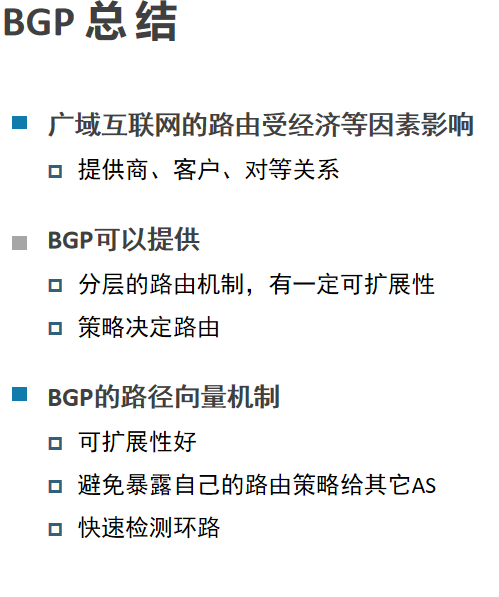 BGP 总 结
广域互联网的路由受经济等因素影响
提供商、客户、对等关系
BGP可以提供
分层的路由机制，有一定可扩展性
策略决定路由
BGP的路径向量机制
可扩展性好
避免暴露自己的路由策略给其它AS
快速检测环路